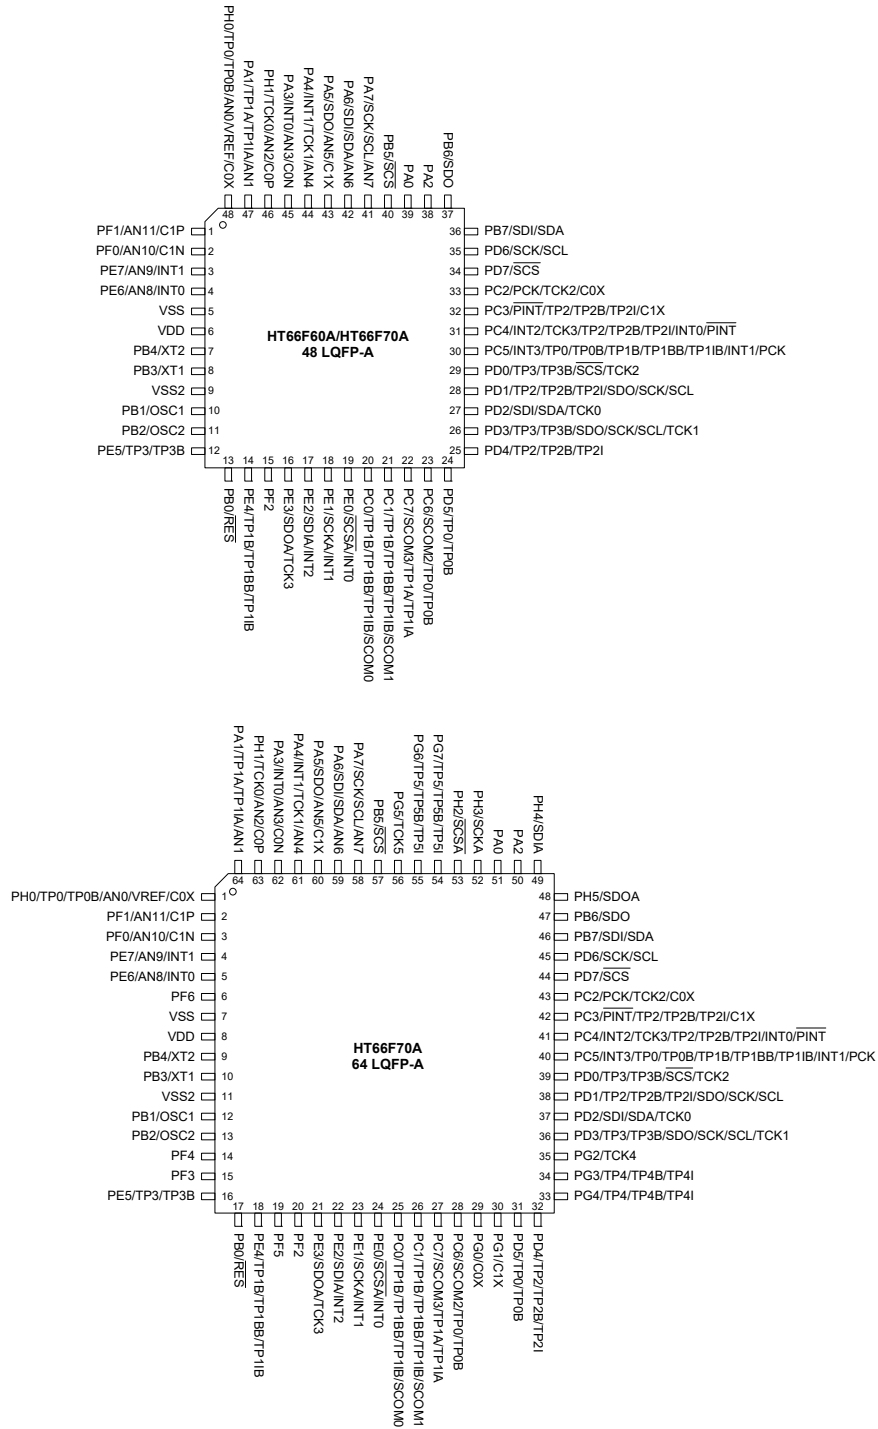 PH0/TP0/TP0B/AN0/VREF/C0X
PA1/TP1A/TP1IA/AN1
PH1/TCK0/AN2/C0P
PA3/INT0/AN3/C0N
PA4/INT1/TCK1/AN4
PA5/SDO/AN5/C1X
PA6/SDI/SDA/AN6
PA7/SCK/SCL/AN7
PB5/SCS
PA0
PA2
PB6/SDO
48 47 46 45 44 43 42 41 40 39 38 37
PF1/AN11/C1P 1
PF0/AN10/C1N 2
PE7/AN9/INT1 3
PE6/AN8/INT0 4
VSS 5
VDD 6
PB4/XT2 7
PB3/XT1 8
VSS2 9
PB1/OSC1 10
PB2/OSC2 11
PE5/TP3/TP3B 12
HT66F60A/HT66F70A
48 LQFP-A
36 PB7/SDI/SDA
35 PD6/SCK/SCL
34 PD7/SCS
33 PC2/PCK/TCK2/C0X
32 PC3/PINT/TP2/TP2B/TP2I/C1X
31 PC4/INT2/TCK3/TP2/TP2B/TP2I/INT0/PINT
30 PC5/INT3/TP0/TP0B/TP1B/TP1BB/TP1IB/INT1/PCK
29 PD0/TP3/TP3B/SCS/TCK2
28 PD1/TP2/TP2B/TP2I/SDO/SCK/SCL
27 PD2/SDI/SDA/TCK0
26 PD3/TP3/TP3B/SDO/SCK/SCL/TCK1
25 PD4/TP2/TP2B/TP2I
13 14 15 16 17 18 19 20 21 22 23 24
PB0/RES
PE4/TP1B/TP1BB/TP1IB
PF2
PE3/SDOA/TCK3
PE2/SDIA/INT2
PE1/SCKA/INT1
PE0/SCSA/INT0
PC0/TP1B/TP1BB/TP1IB/SCOM0
PC1/TP1B/TP1BB/TP1IB/SCOM1
PC7/SCOM3/TP1A/TP1IA
PC6/SCOM2/TP0/TP0B
PD5/TP0/TP0B
PA1/TP1A/TP1IA/AN1
PH1/TCK0/AN2/C0P
PA3/INT0/AN3/C0N
PA4/INT1/TCK1/AN4
PA5/SDO/AN5/C1X
PA6/SDI/SDA/AN6
PA7/SCK/SCL/AN7
PB5/SCS
PG5/TCK5
PG6/TP5/TP5B/TP5I
PG7/TP5/TP5B/TP5I
PH2/SCSA
PH3/SCKA
PA0
PA2
PH4/SDIA
64 63 62 61 60 59 58 57 56 55 54 53 52 51 50 49
PH0/TP0/TP0B/AN0/VREF/C0X 1
PF1/AN11/C1P 2
PF0/AN10/C1N 3
PE7/AN9/INT1 4
PE6/AN8/INT0 5
PF6 6
VSS 7
VDD 8
PB4/XT2 9
PB3/XT1 10
VSS2 11
PB1/OSC1 12
PB2/OSC2 13
PF4 14
PF3 15
PE5/TP3/TP3B 16
HT66F70A
64 LQFP-A
48 PH5/SDOA
47 PB6/SDO
46 PB7/SDI/SDA
45 PD6/SCK/SCL
44 PD7/SCS
43 PC2/PCK/TCK2/C0X
42 PC3/PINT/TP2/TP2B/TP2I/C1X
41 PC4/INT2/TCK3/TP2/TP2B/TP2I/INT0/PINT
40 PC5/INT3/TP0/TP0B/TP1B/TP1BB/TP1IB/INT1/PCK
39 PD0/TP3/TP3B/SCS/TCK2
38 PD1/TP2/TP2B/TP2I/SDO/SCK/SCL
37 PD2/SDI/SDA/TCK0
36 PD3/TP3/TP3B/SDO/SCK/SCL/TCK1
35 PG2/TCK4
34 PG3/TP4/TP4B/TP4I
33 PG4/TP4/TP4B/TP4I
17 18 19 20 21 22 23 24 25 26 27 28 29 30 31 32
PB0/RES
PE4/TP1B/TP1BB/TP1IB
PF5
PF2
PE3/SDOA/TCK3
PE2/SDIA/INT2
PE1/SCKA/INT1
PE0/SCSA/INT0
PC0/TP1B/TP1BB/TP1IB/SCOM0
PC1/TP1B/TP1BB/TP1IB/SCOM1
PC7/SCOM3/TP1A/TP1IA
PC6/SCOM2/TP0/TP0B
PG0/C0X
PG1/C1X
PD5/TP0/TP0B
PD4/TP2/TP2B/TP2I